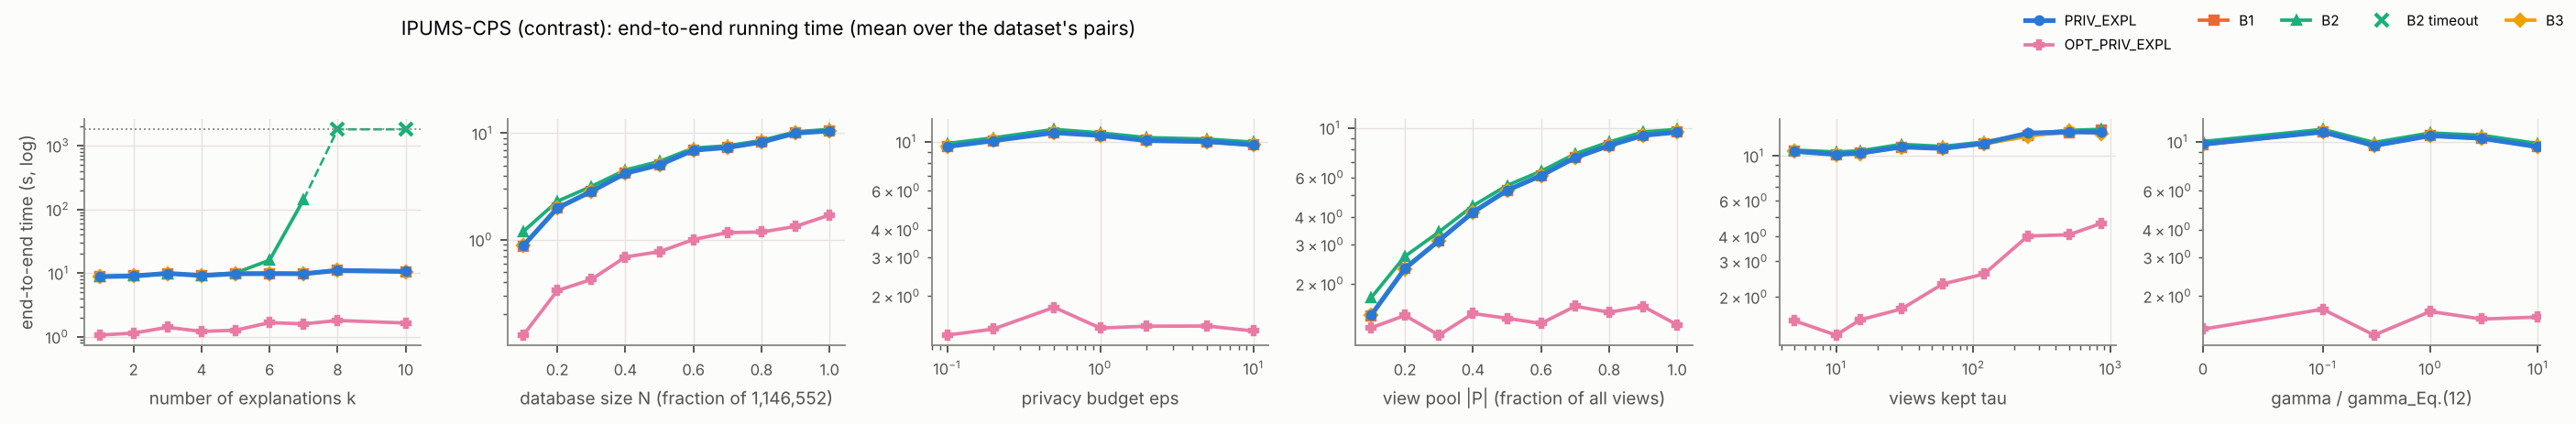 IPUMS-CPS (contrast): end-to-end running time (mean over the dataset's pairs)
PRIV_EXPL B1 B2 B2 timeout B3
OPT_PRIV_EXPL
end-to-end time (s, log)
10³
10²
10¹
10⁰
2 4 6 8 10
number of explanations k
10¹
10⁰
0.2 0.4 0.6 0.8 1.0
database size N (fraction of 1,146,552)
10¹
6 × 10⁰
4 × 10⁰
3 × 10⁰
2 × 10⁰
10⁻¹ 10⁰ 10¹
privacy budget eps
10¹
6 × 10⁰
4 × 10⁰
3 × 10⁰
2 × 10⁰
0.2 0.4 0.6 0.8 1.0
view pool |P| (fraction of all views)
10¹
6 × 10⁰
4 × 10⁰
3 × 10⁰
2 × 10⁰
10¹ 10² 10³
views kept tau
10¹
6 × 10⁰
4 × 10⁰
3 × 10⁰
2 × 10⁰
0 10⁻¹ 10⁰ 10¹
gamma / gamma_Eq.(12)